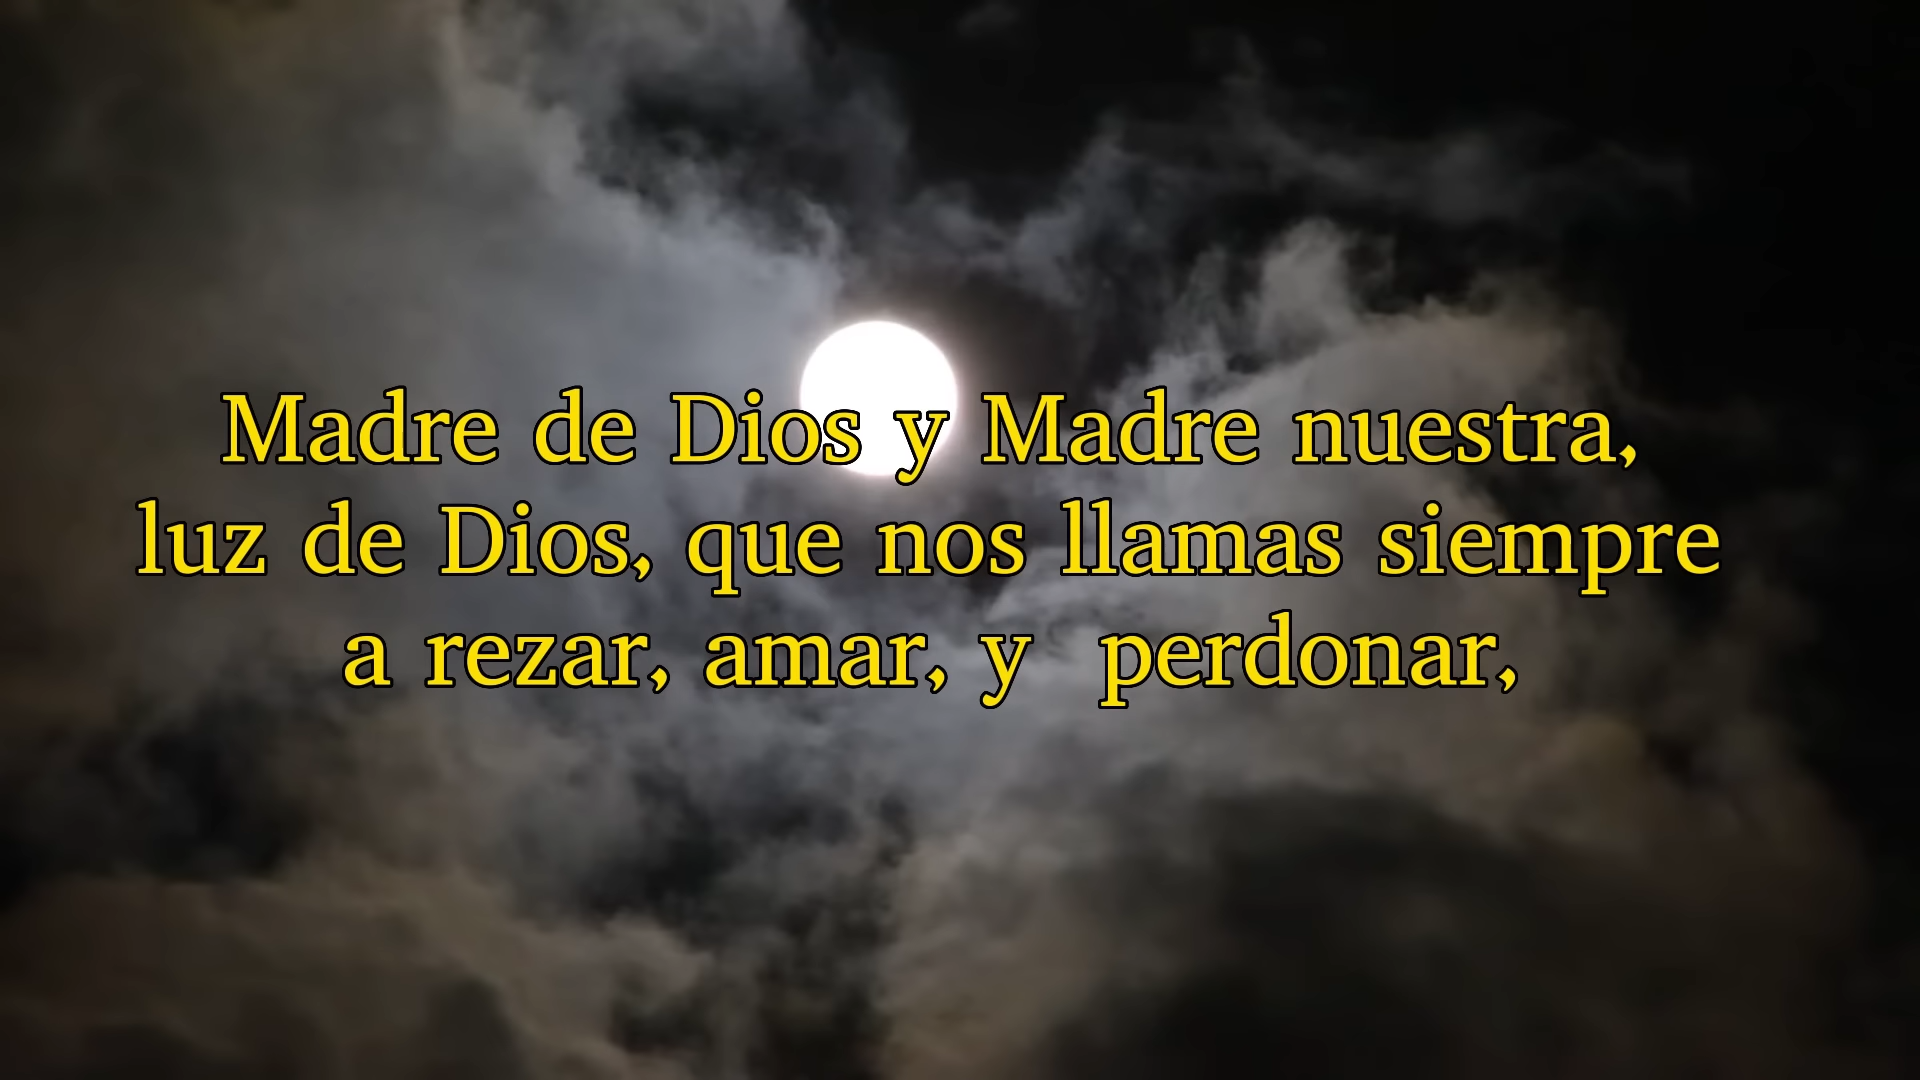 Madre de Dios y Madre nuestra,
luz de Dios, que nos llamas siempre
a rezar, amar, y  perdonar,